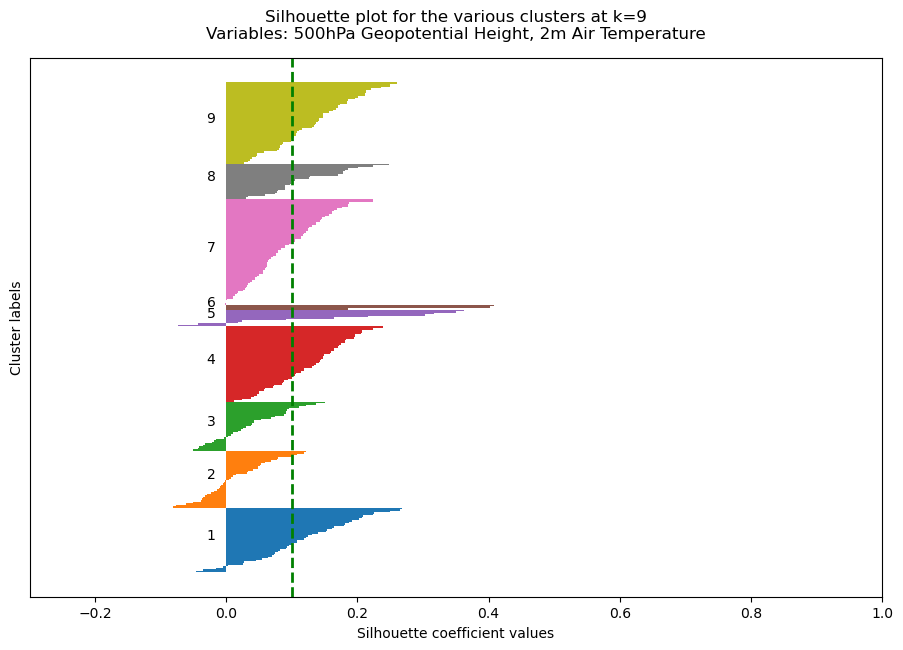 Silhouette plot for the various clusters at k=9
Variables: 500hPa Geopotential Height, 2m Air Temperature
Cluster labels
9
8
7
6
5
4
3
2
1
−0.2 0.0 0.2 0.4 0.6 0.8 1.0
Silhouette coefficient values